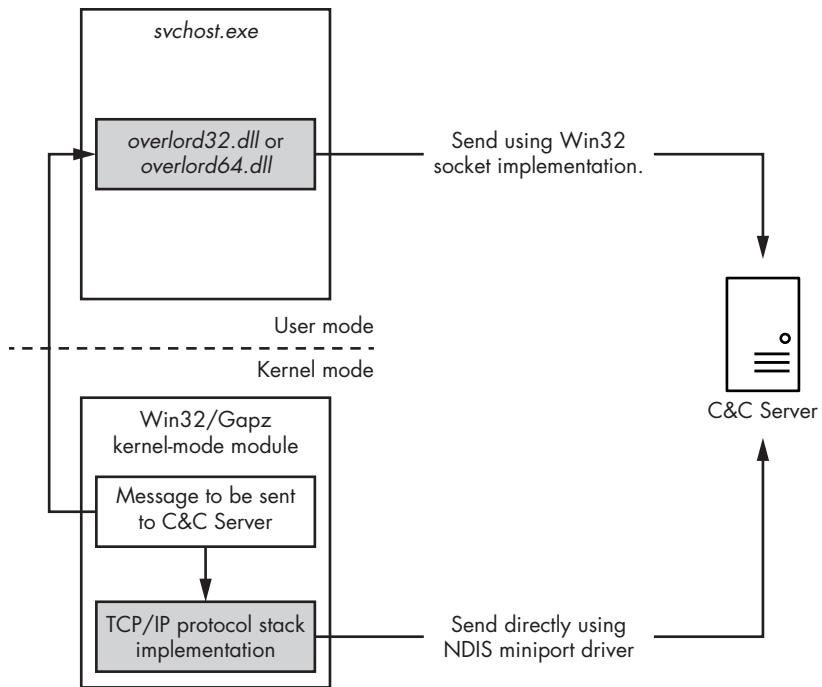 svchost.exe
overlord32.dll or
overlord64.dll
Send using Win32
socket implementation.
User mode
Kernel mode
C&C Server
Win32/Gapz
kernel-mode module
Message to be sent
to C&C Server
TCP/IP protocol stack
implementation
Send directly using
NDIS miniport driver